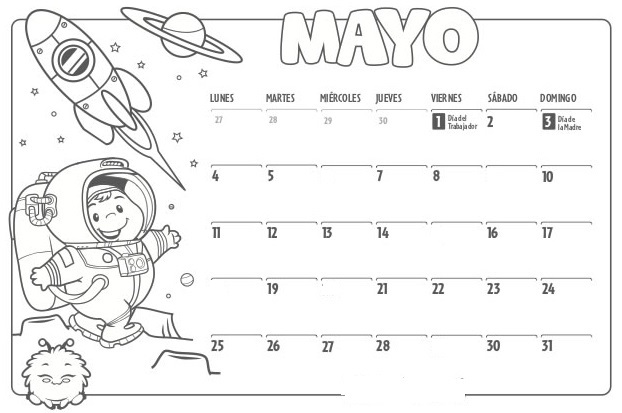 MAYO
LUNES MARTES MIÉRCOLES JUEVES VIERNES SÁBADO DOMINGO
27 28 29 30 1 Día del Trabajador 2 3 Día de la Madre
4 5 7 8 10
11 12 13 14 16 17
19 21 22 23 24
25 26 27 28 30 31